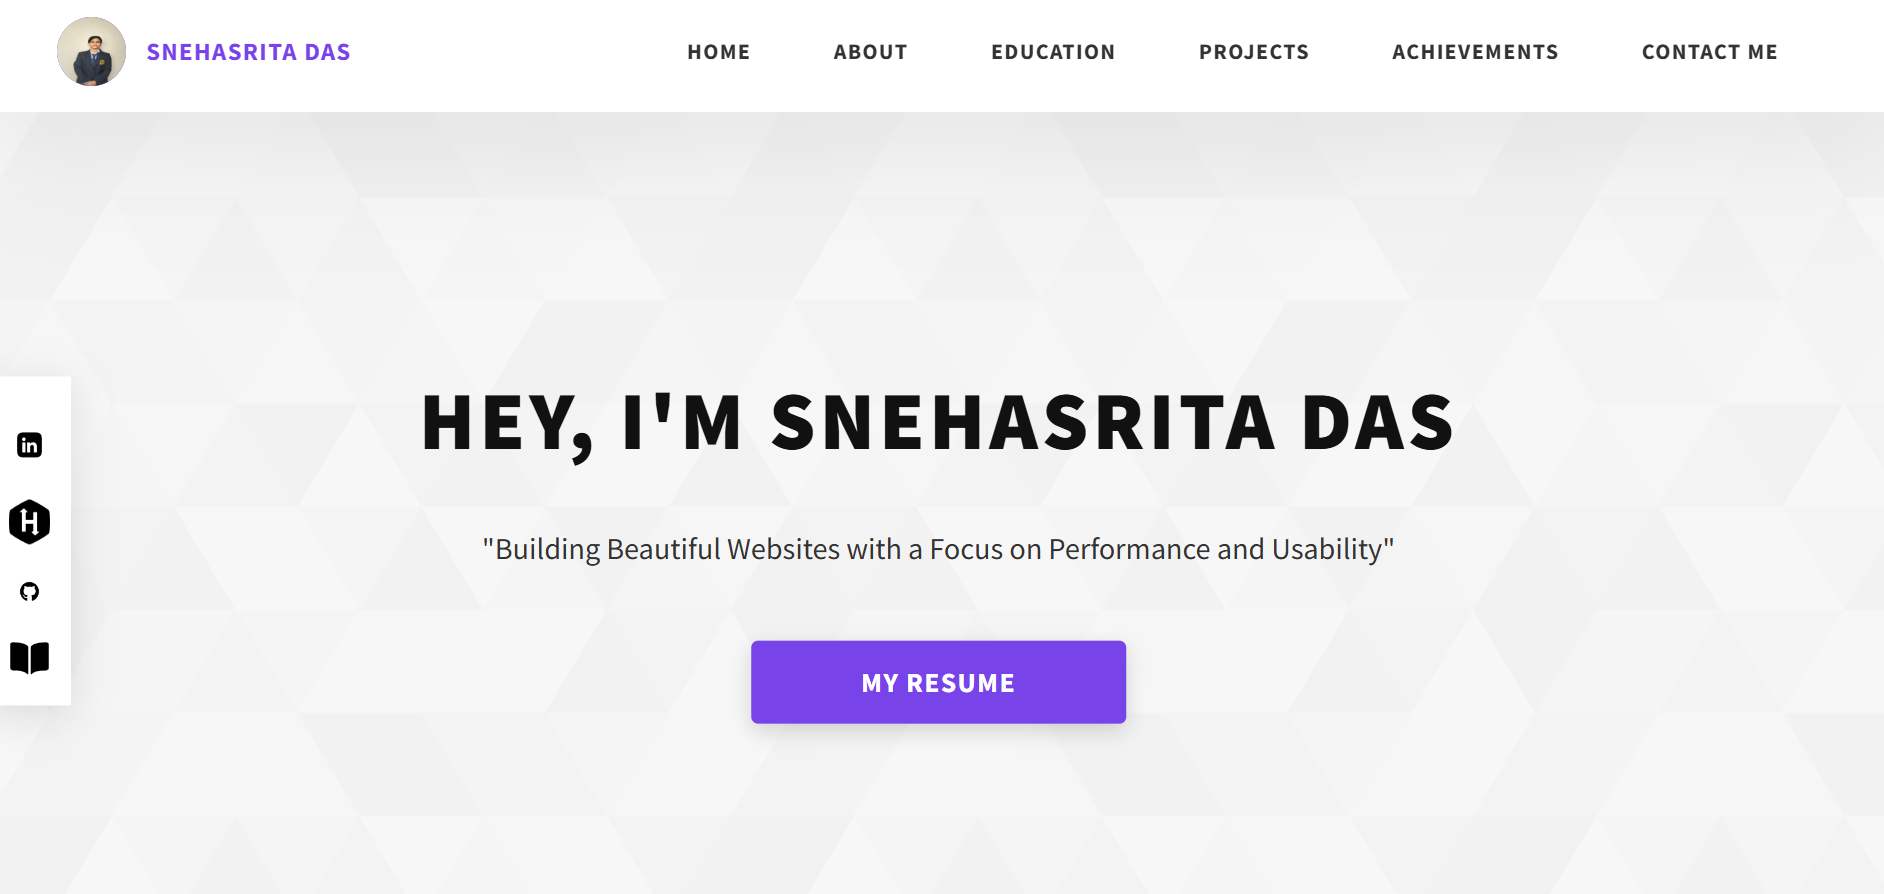 SNEHASRITA DAS
HOME ABOUT EDUCATION PROJECTS ACHIEVEMENTS CONTACT ME
HEY, I'M SNEHASRITA DAS
in
H
"Building Beautiful Websites with a Focus on Performance and Usability"
MY RESUME